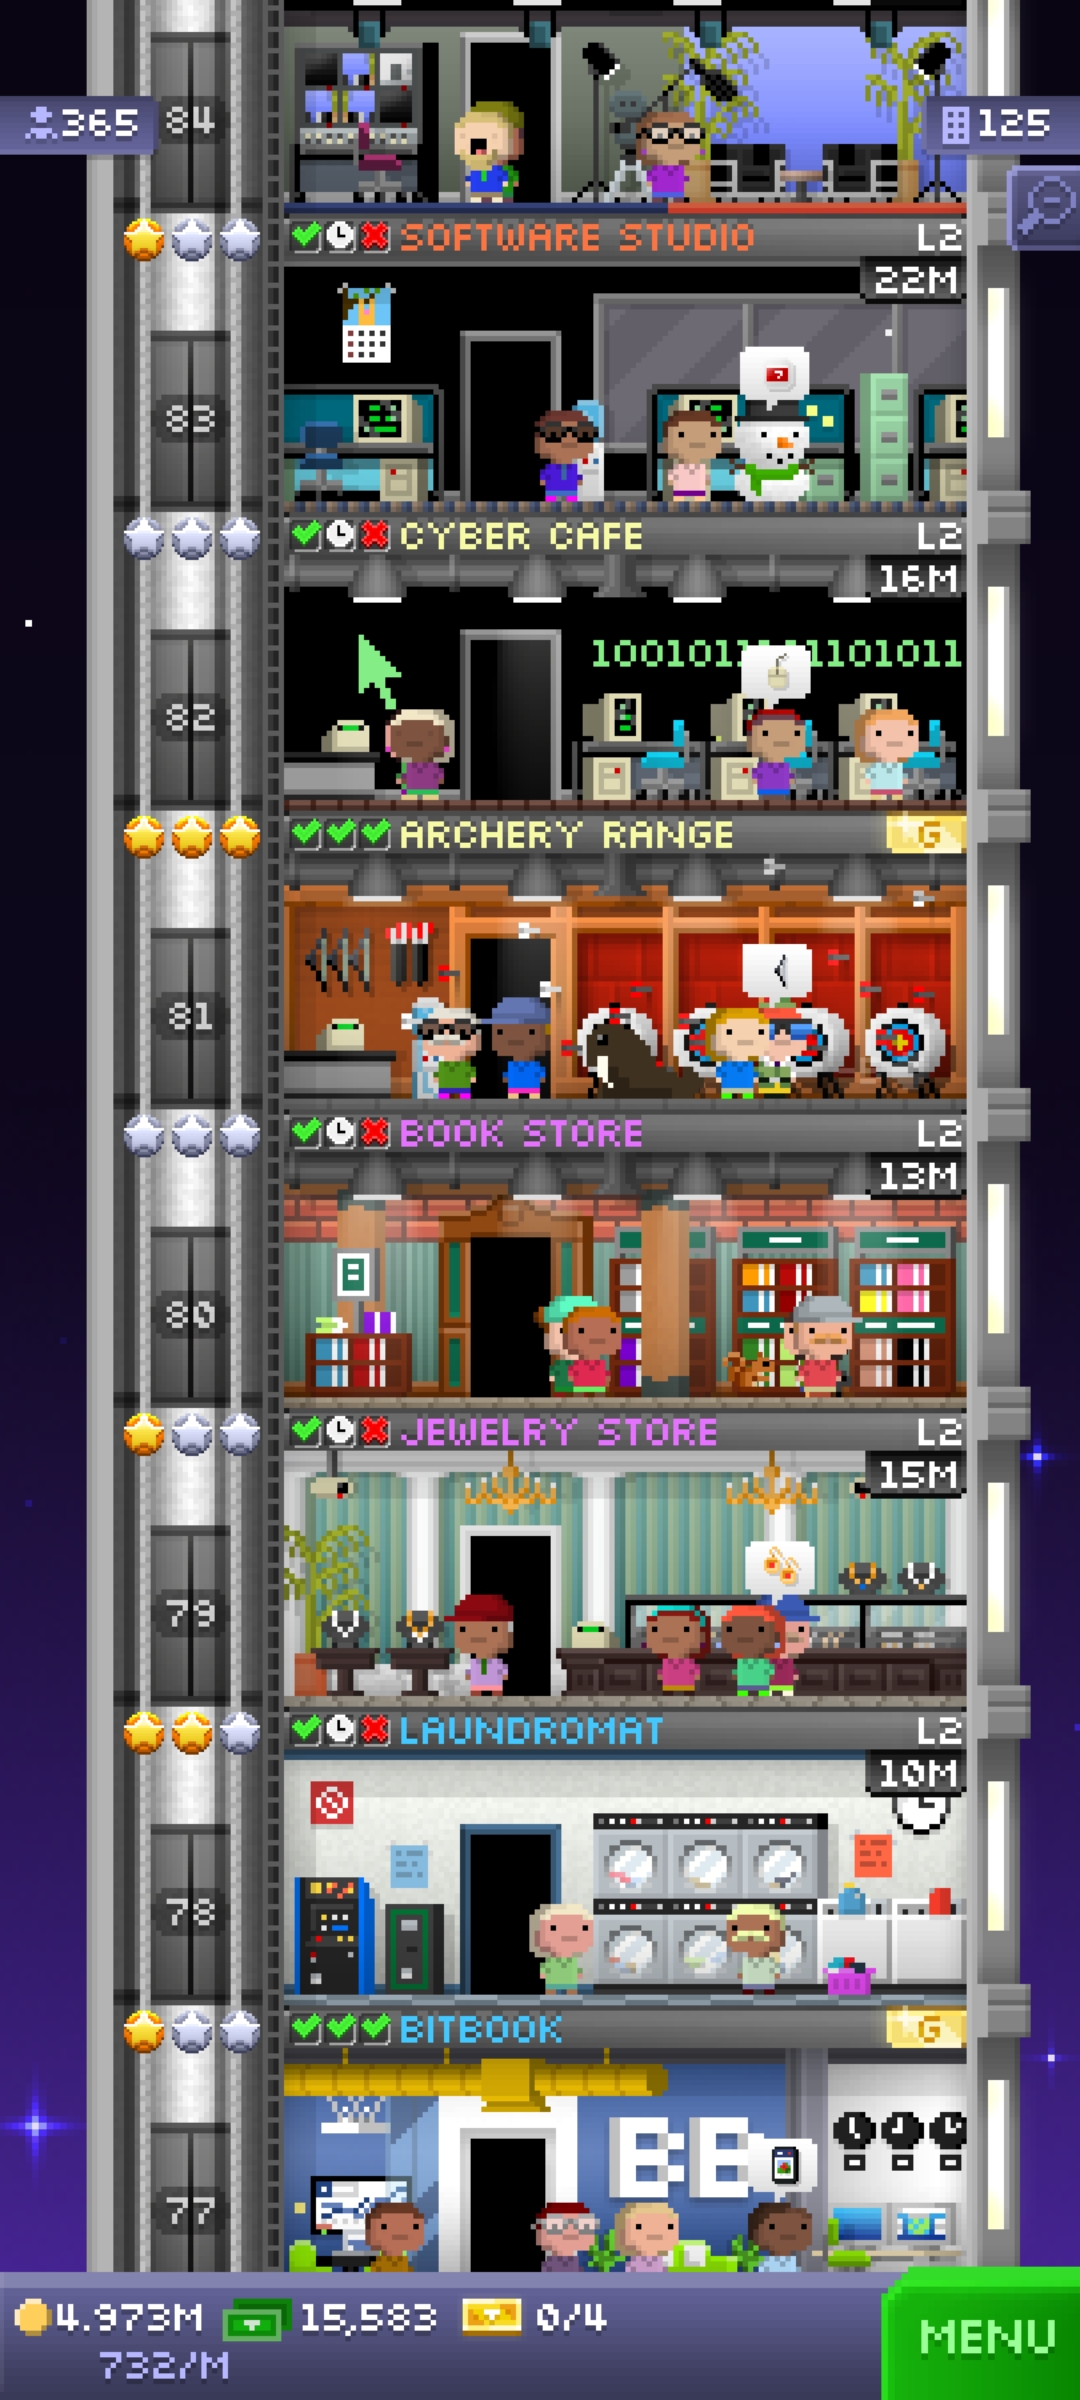 365
84
125
SOFTWARE STUDIO L2
22M
83
CYBER CAFE L2
16M
1001011101011
82
ARCHERY RANGE G
81
BOOK STORE L2
13M
80
JEWELRY STORE L2
15M
79
LAUNDROMAT L2
10M
78
BITBOOK G
BB
77
4.973M 15,583 0/4
732/M
MENU